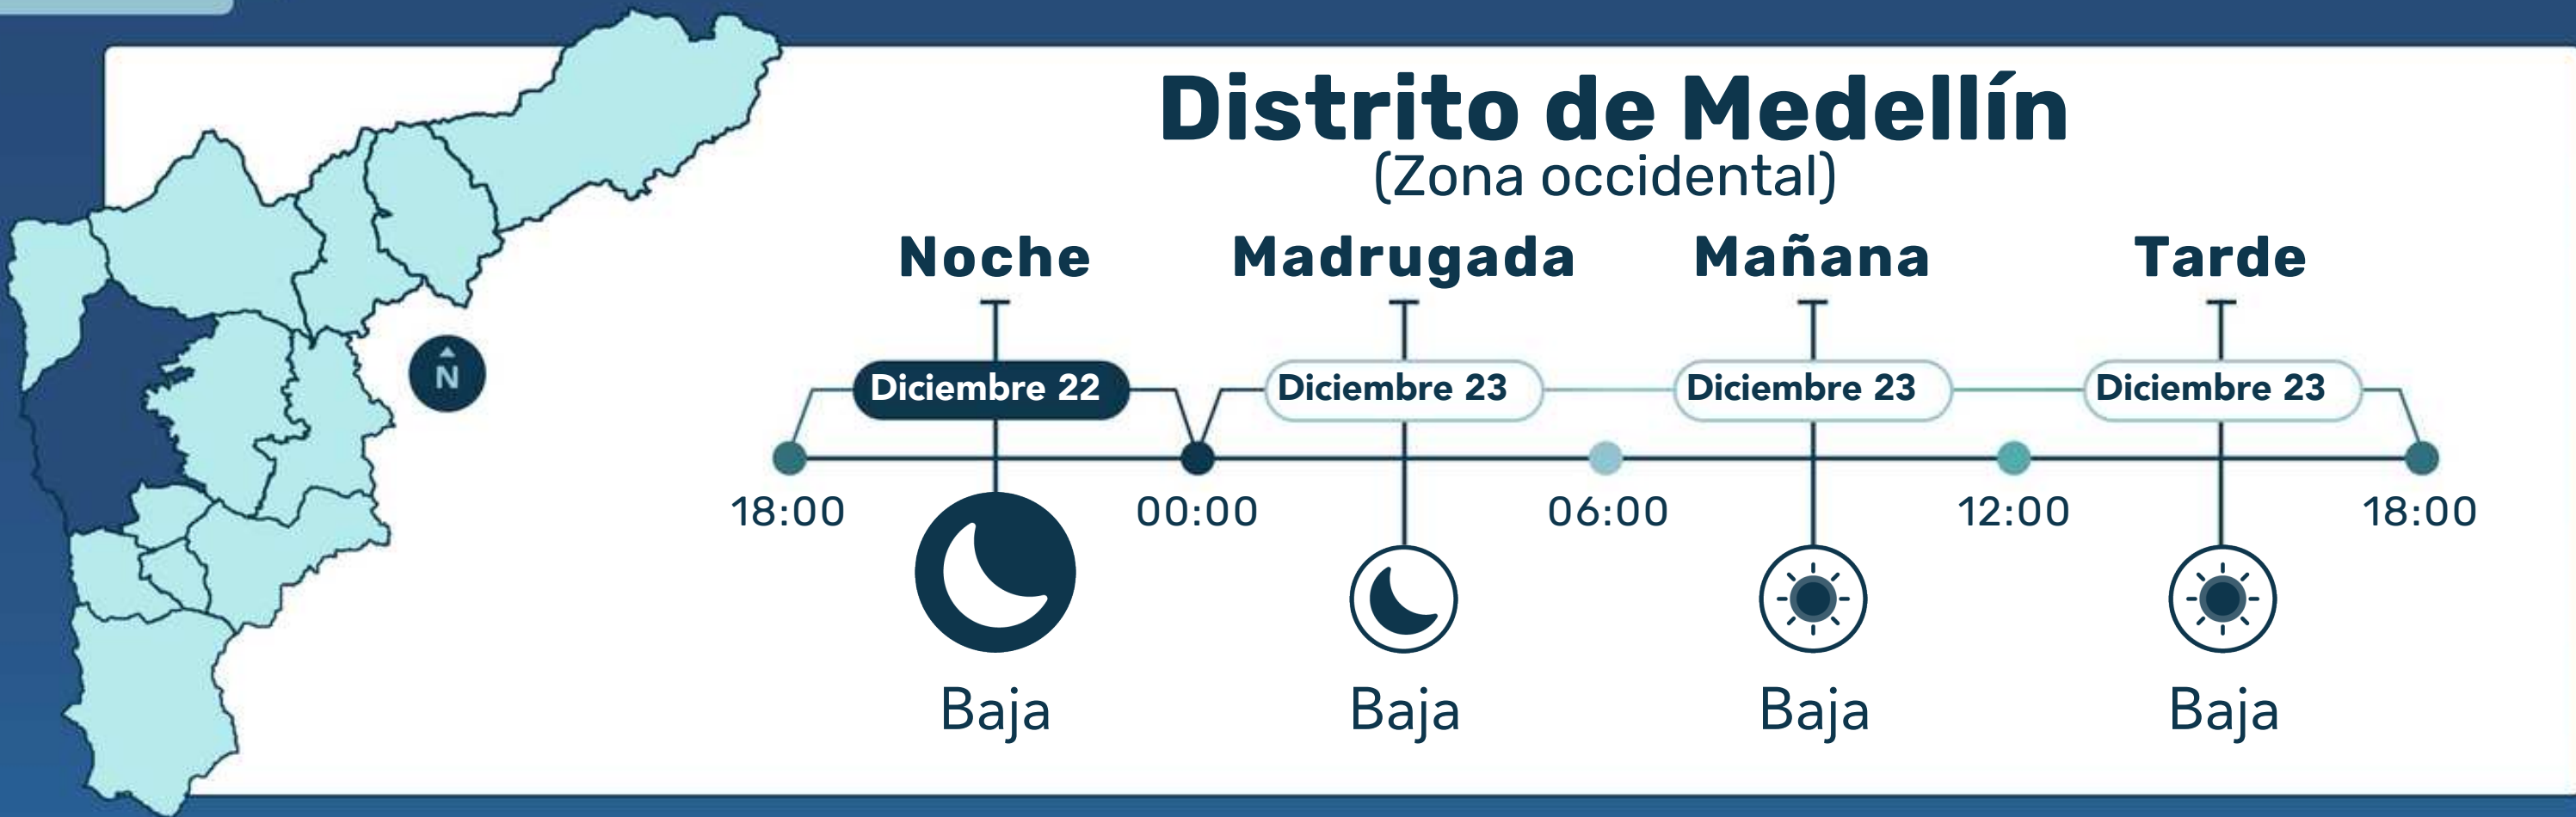 Distrito de Medellín
(Zona occidental)
Noche Madrugada Mañana Tarde
N
Diciembre 22 Diciembre 23 Diciembre 23 Diciembre 23
18:00 00:00 06:00 12:00 18:00
Baja Baja Baja Baja